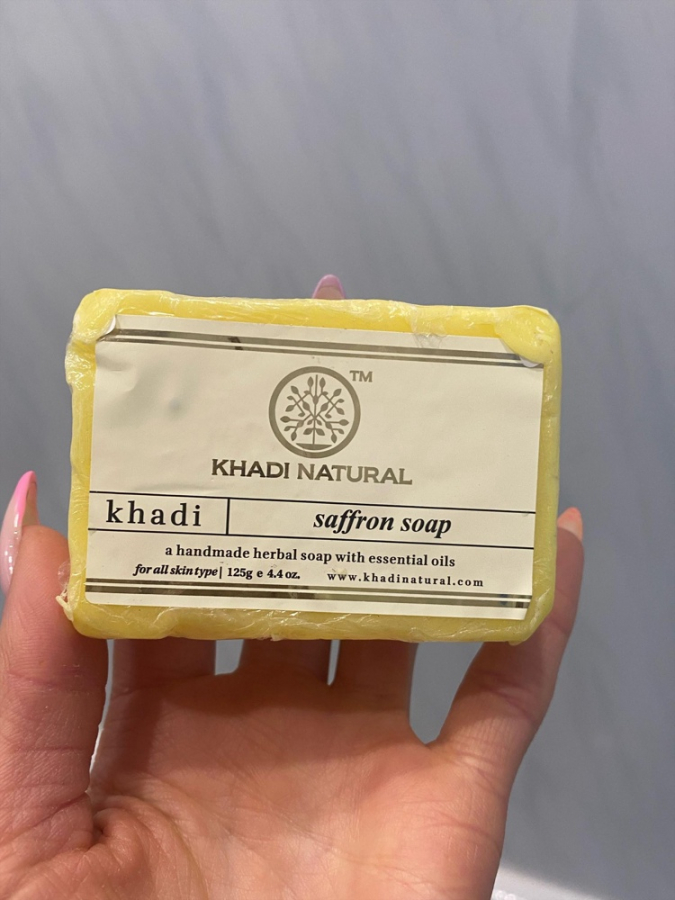 TM
KHADI NATURAL
khadi saffron soap
a handmade herbal soap with essential oils
for all skin type | 125g e 4.4 oz. www.khadinatural.com